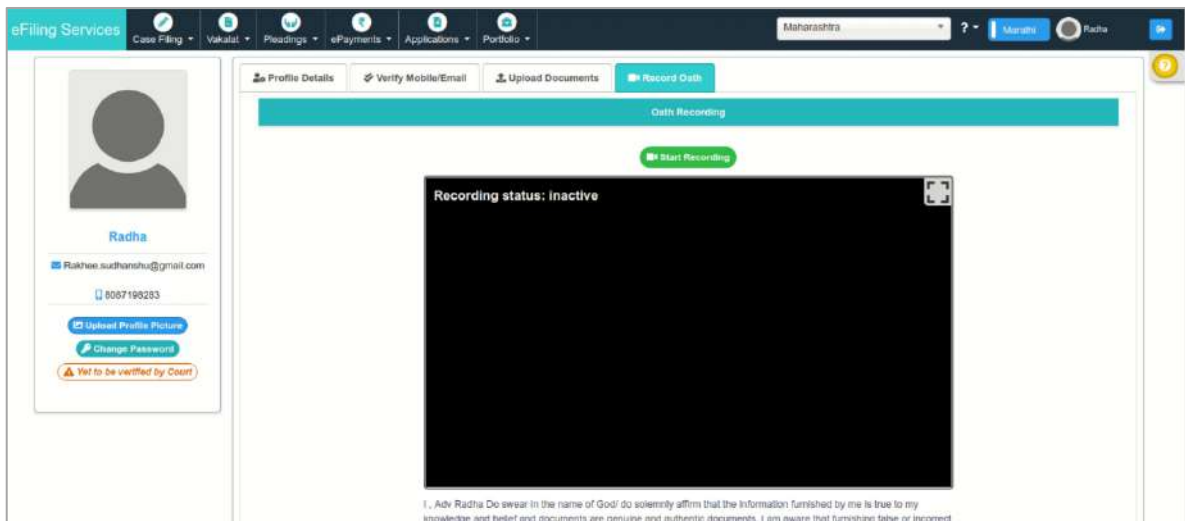 eFiling Services
Case Filing
Vakalat
Pleadings
ePayments
Applications
Portfolio
Maharashtra
?
Marathi
Radha
Profile Details
Verify Mobile/Email
Upload Documents
Record Oath
Oath Recording
Start Recording
Recording status: inactive
Radha
Rakhee.sudhanshu@gmail.com
8087198283
Upload Profile Picture
Change Password
Yet to be verified by Court
I , Adv Radha Do swear in the name of God/ do solemnly affirm that the information furnished by me is true to my
knowledge and belief and documents are genuine and authentic documents. I am aware that furnishing false or incorrect